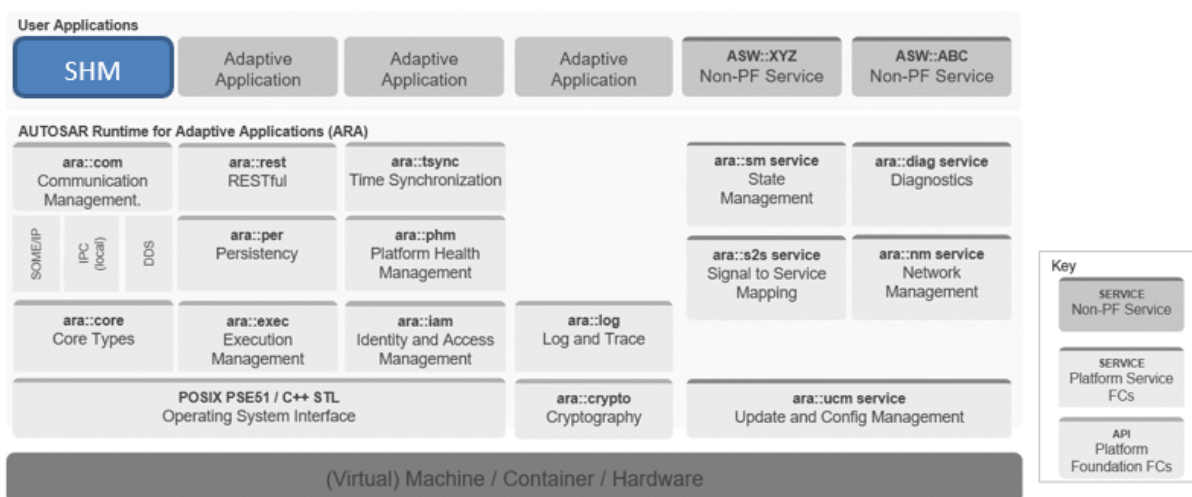 User Applications
SHM
Adaptive
Application
Adaptive
Application
Adaptive
Application
ASW::XYZ
Non-PF Service
ASW::ABC
Non-PF Service
AUTOSAR Runtime for Adaptive Applications (ARA)
ara::com
Communication
Management.
ara::rest
RESTful
ara::tsync
Time Synchronization
ara::sm service
State
Management
ara::diag service
Diagnostics
SOME/IP
IPC
(local)
DDS
ara::per
Persistency
ara::phm
Platform Health
Management
ara::s2s service
Signal to Service
Mapping
ara::nm service
Network
Management
ara::core
Core Types
ara::exec
Execution
Management
ara::iam
Identity and Access
Management
ara::log
Log and Trace
POSIX PSE51 / C++ STL
Operating System Interface
ara::crypto
Cryptography
ara::ucm service
Update and Config Management
(Virtual) Machine / Container / Hardware
Key
SERVICE
Non-PF Service
SERVICE
Platform Service
FCs
API
Platform
Foundation FCs